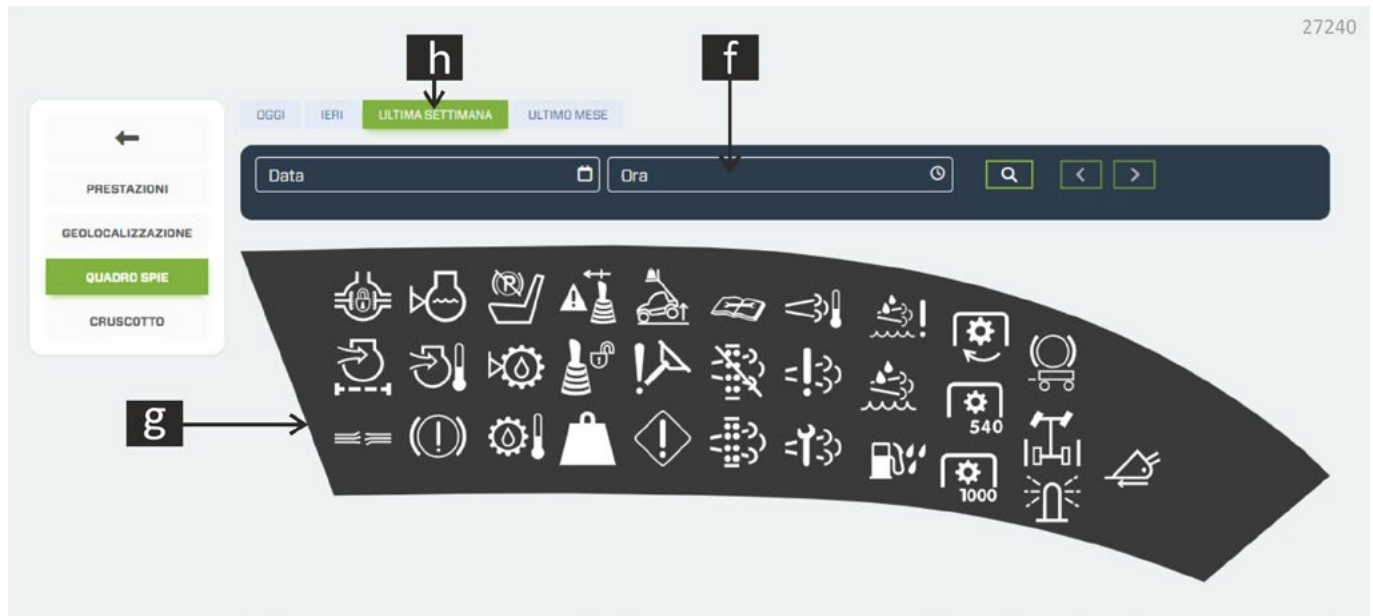 27240
h
f
OGGI IERI ULTIMA SETTIMANA ULTIMO MESE
Data
Ora
PRESTAZIONI
GEOLOCALIZZAZIONE
QUADRO SPIE
CRUSCOTTO
P
g
540
1000